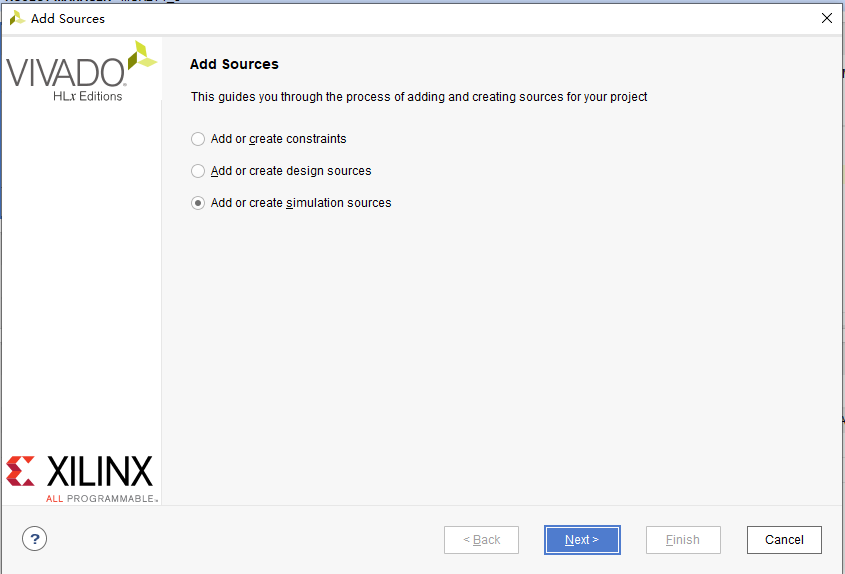 Add Sources
VIVADO
HLx Editions
Add Sources
This guides you through the process of adding and creating sources for your project
Add or create constraints
Add or create design sources
Add or create simulation sources
XILINX
ALL PROGRAMMABLE™
?
< Back
Next >
Finish
Cancel